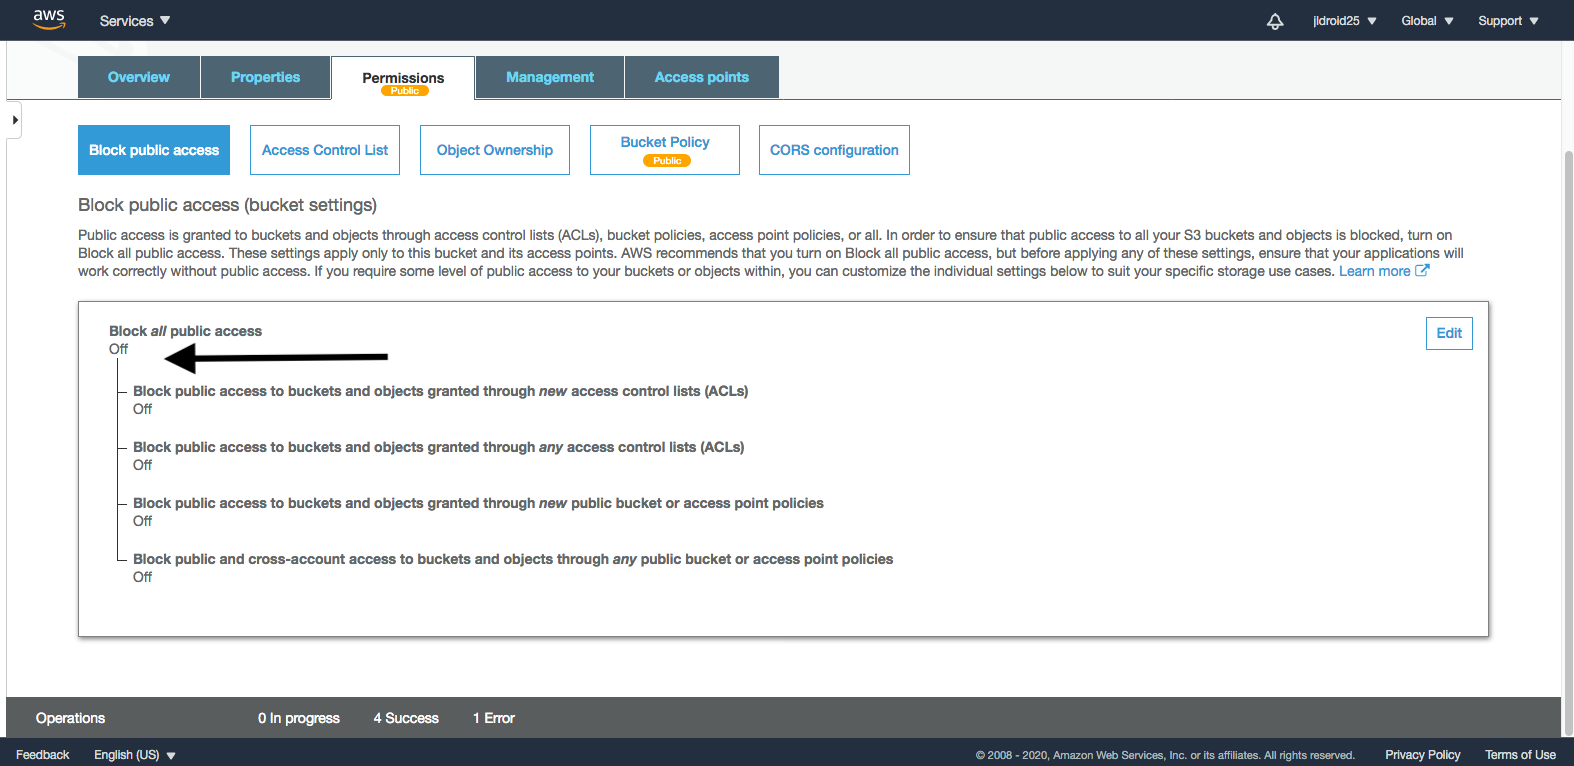 aws Services jldroid25 Global Support
Overview Properties Permissions Management Access points
Public
Block public access Access Control List Object Ownership Bucket Policy CORS configuration
Public
Block public access (bucket settings)
Public access is granted to buckets and objects through access control lists (ACLs), bucket policies, access point policies, or all. In order to ensure that public access to all your S3 buckets and objects is blocked, turn on
Block all public access. These settings apply only to this bucket and its access points. AWS recommends that you turn on Block all public access, but before applying any of these settings, ensure that your applications will
work correctly without public access. If you require some level of public access to your buckets or objects within, you can customize the individual settings below to suit your specific storage use cases. Learn more
Block all public access Edit
Off
Block public access to buckets and objects granted through new access control lists (ACLs)
Off
Block public access to buckets and objects granted through any access control lists (ACLs)
Off
Block public access to buckets and objects granted through new public bucket or access point policies
Off
Block public and cross-account access to buckets and objects through any public bucket or access point policies
Off
Operations 0 In progress 4 Success 1 Error
Feedback English (US) © 2008 - 2020, Amazon Web Services, Inc. or its affiliates. All rights reserved. Privacy Policy Terms of Use